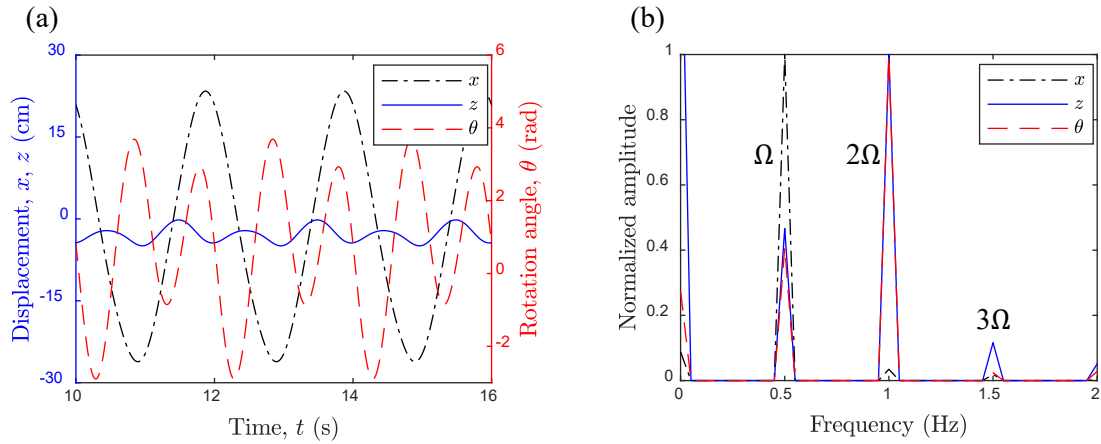 (a)
Displacement, x, z (cm)
30
15
0
-15
-30
10
12
14
16
Time, t (s)
6
4
2
0
-2
Rotation angle, θ (rad)
x
z
θ
(b)
Normalized amplitude
1
0.8
0.6
0.4
0.2
0
0
0.5
1
1.5
2
Frequency (Hz)
Ω
2Ω
3Ω
x
z
θ